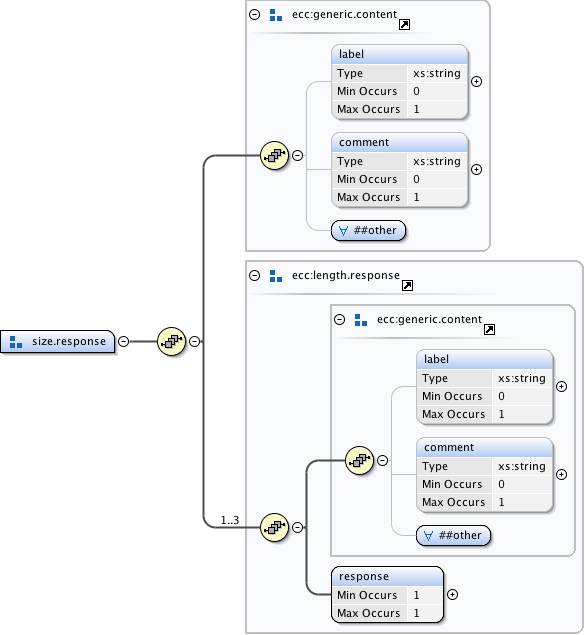 ecc:generic.content
label
Type xs:string
Min Occurs 0
Max Occurs 1
comment
Type xs:string
Min Occurs 0
Max Occurs 1
∀ ##other
size.response
ecc:length.response
ecc:generic.content
label
Type xs:string
Min Occurs 0
Max Occurs 1
comment
Type xs:string
Min Occurs 0
Max Occurs 1
∀ ##other
1..3
response
Min Occurs 1
Max Occurs 1